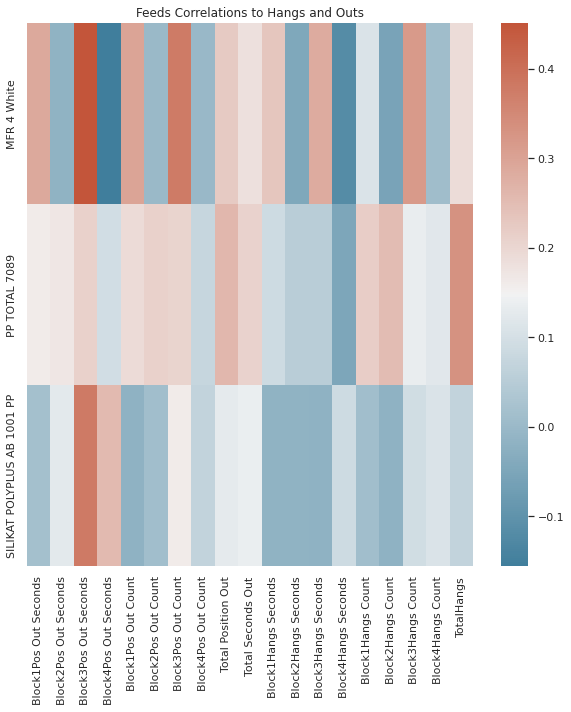 Feeds Correlations to Hangs and Outs
MFR 4 White
PP TOTAL 7089
SILIKAT POLYPLUS AB 1001 PP
0.4
0.3
0.2
0.1
0.0
−0.1
Block1Pos Out Seconds
Block2Pos Out Seconds
Block3Pos Out Seconds
Block4Pos Out Seconds
Block1Pos Out Count
Block2Pos Out Count
Block3Pos Out Count
Block4Pos Out Count
Total Position Out
Total Seconds Out
Block1Hangs Seconds
Block2Hangs Seconds
Block3Hangs Seconds
Block4Hangs Seconds
Block1Hangs Count
Block2Hangs Count
Block3Hangs Count
Block4Hangs Count
TotalHangs